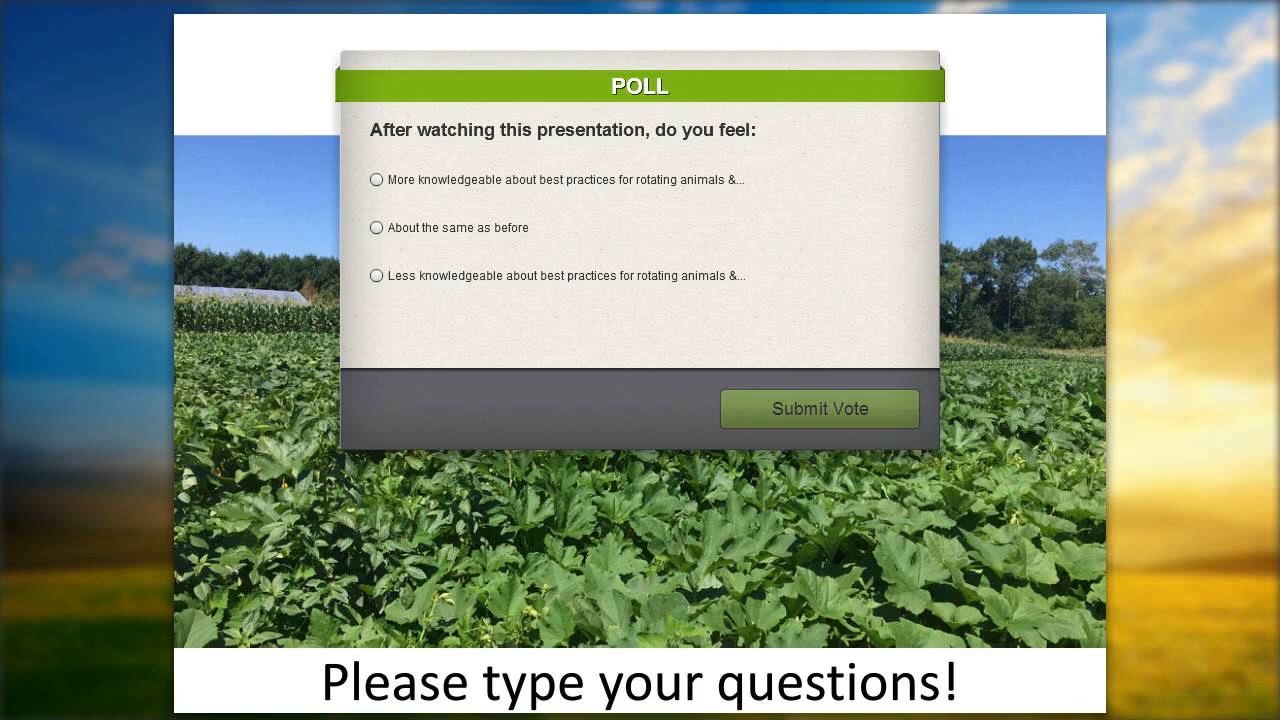 POLL
After watching this presentation, do you feel:
More knowledgeable about best practices for rotating animals &...
About the same as before
Less knowledgeable about best practices for rotating animals &...
Submit Vote
Please type your questions!